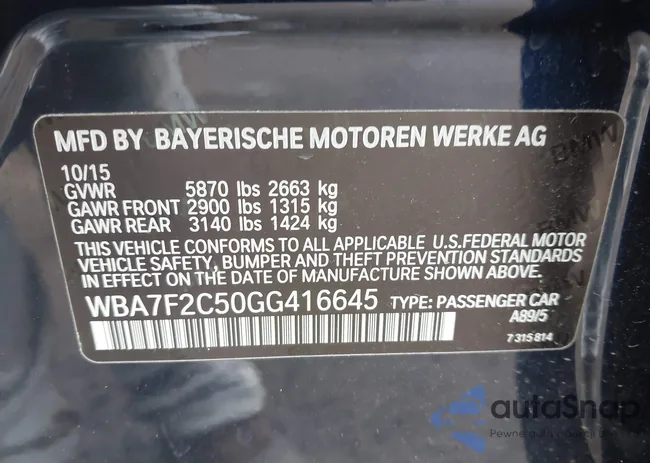 MFD BY BAYERISCHE MOTOREN WERKE AG
10/15
GVWR 5870 lbs 2663 kg
GAWR FRONT 2900 lbs 1315 kg
GAWR REAR 3140 lbs 1424 kg
THIS VEHICLE CONFORMS TO ALL APPLICABLE U.S.FEDERAL MOTOR
VEHICLE SAFETY, BUMPER AND THEFT PREVENTION STANDARDS
IN EFFECT ON THE DATE OF MANUFACTURE SHOWN ABOVE.
WBA7F2C50GG416645 TYPE: PASSENGER CAR
A89/5
7 315 814
autoSnap